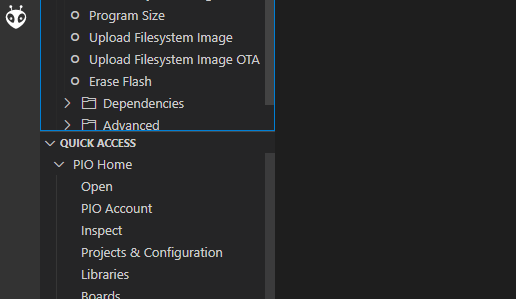 Program Size
Upload Filesystem Image
Upload Filesystem Image OTA
Erase Flash
Dependencies
Advanced
QUICK ACCESS
PIO Home
Open
PIO Account
Inspect
Projects & Configuration
Libraries
Boards